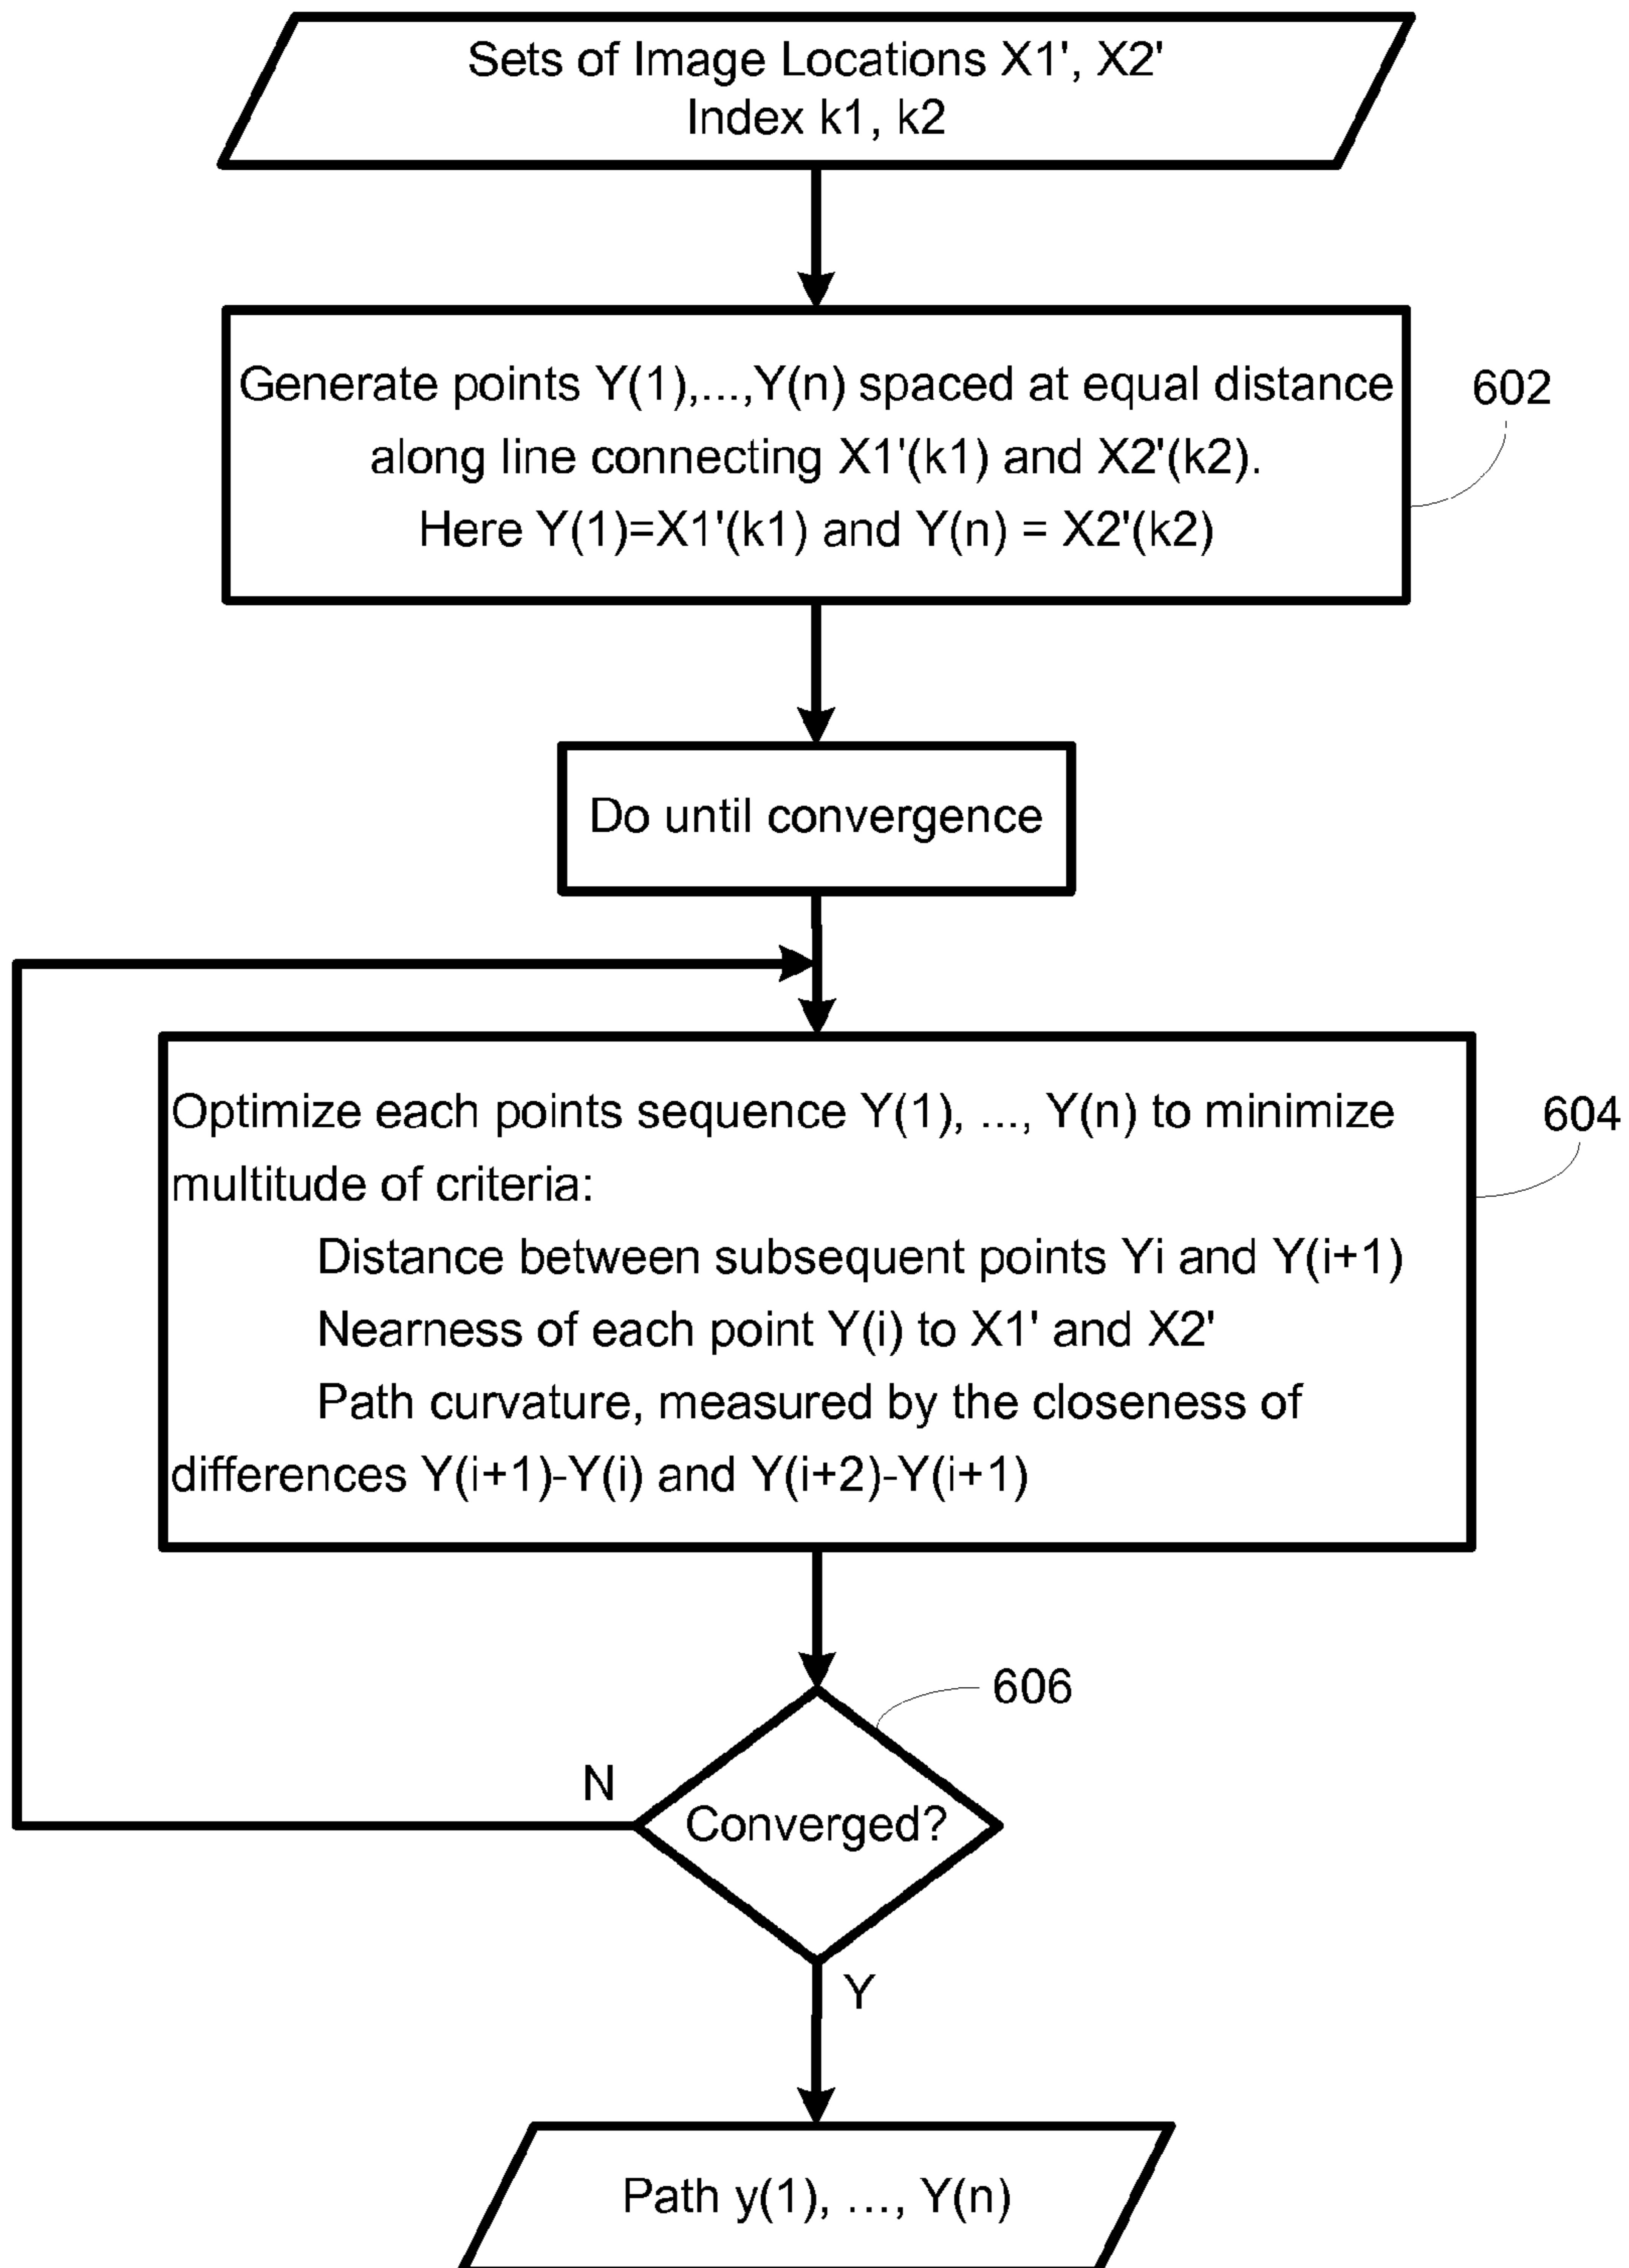 Sets of Image Locations X1', X2'
Index k1, k2
Generate points Y(1),...,Y(n) spaced at equal distance
along line connecting X1'(k1) and X2'(k2).
Here Y(1)=X1'(k1) and Y(n) = X2'(k2)
602
Do until convergence
Optimize each points sequence Y(1), ..., Y(n) to minimize
multitude of criteria:
Distance between subsequent points Yi and Y(i+1)
Nearness of each point Y(i) to X1' and X2'
Path curvature, measured by the closeness of
differences Y(i+1)-Y(i) and Y(i+2)-Y(i+1)
604
606
N
Converged?
Y
Path y(1), ..., Y(n)